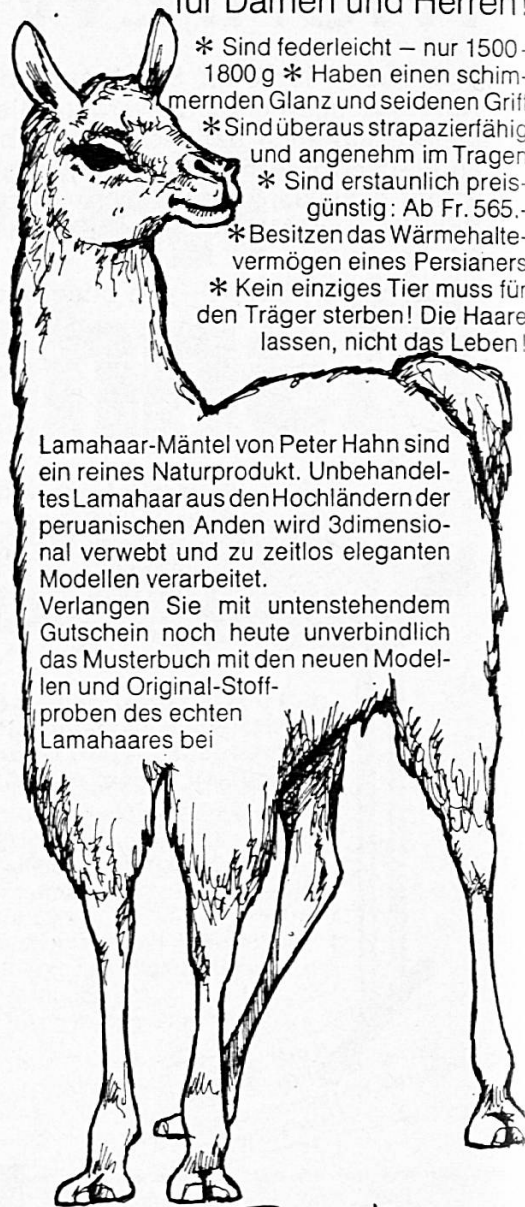 für Damen und Herren!
* Sind federleicht – nur 1500-
1800 g * Haben einen schim-
mernden Glanz und seidenen Griff
* Sind überaus strapazierfähig
und angenehm im Tragen
* Sind erstaunlich preis-
günstig: Ab Fr. 565.-
* Besitzen das Wärmehalte-
vermögen eines Persianers
* Kein einziges Tier muss für
den Träger sterben! Die Haare
lassen, nicht das Leben!
Lamahaar-Mäntel von Peter Hahn sind
ein reines Naturprodukt. Unbehandel-
tes Lamahaar aus den Hochländern der
peruanischen Anden wird 3dimensio-
nal verwebt und zu zeitlos eleganten
Modellen verarbeitet.
Verlangen Sie mit untenstehendem
Gutschein noch heute unverbindlich
das Musterbuch mit den neuen Model-
len und Original-Stoff-
proben des echten
Lamahaares bei